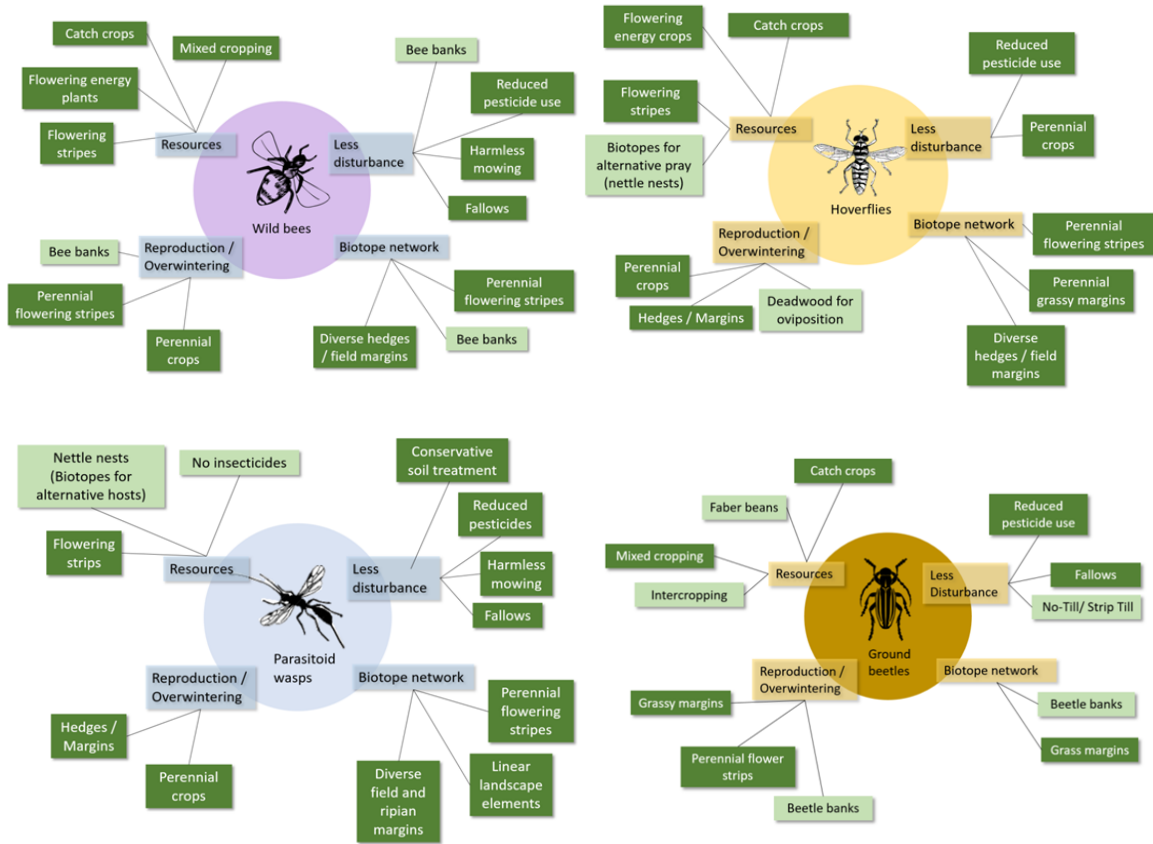 Catch crops
Mixed cropping
Flowering energy
plants
Flowering
stripes
Resources
Bee banks
Reduced
pesticide use
Less
disturbance
Harmless
mowing
Fallows
Wild bees
Bee banks
Reproduction /
Overwintering
Perennial
flowering stripes
Perennial
crops
Biotope network
Perennial
flowering stripes
Diverse hedges
/ field margins
Bee banks
Flowering
energy crops
Catch crops
Flowering
stripes
Resources
Biotopes for
alternative pray
(nettle nests)
Reduced
pesticide use
Less
disturbance
Perennial
crops
Hoverflies
Reproduction /
Overwintering
Perennial
crops
Hedges / Margins
Deadwood for
oviposition
Biotope network
Perennial
flowering stripes
Perennial
grassy margins
Diverse
hedges / field
margins
Nettle nests
(Biotopes for
alternative hosts)
No insecticides
Flowering
strips
Resources
Conservative
soil treatment
Reduced
pesticides
Less
disturbance
Harmless
mowing
Fallows
Parasitoid
wasps
Reproduction /
Overwintering
Hedges /
Margins
Perennial
crops
Biotope network
Perennial
flowering
stripes
Diverse
field and
ripian
margins
Linear
landscape
elements
Catch crops
Faber beans
Mixed cropping
Resources
Intercropping
Reduced
pesticide use
Less
Disturbance
Fallows
No-Till/ Strip Till
Ground
beetles
Reproduction /
Overwintering
Grassy margins
Perennial flower
strips
Beetle banks
Biotope network
Beetle banks
Grass margins